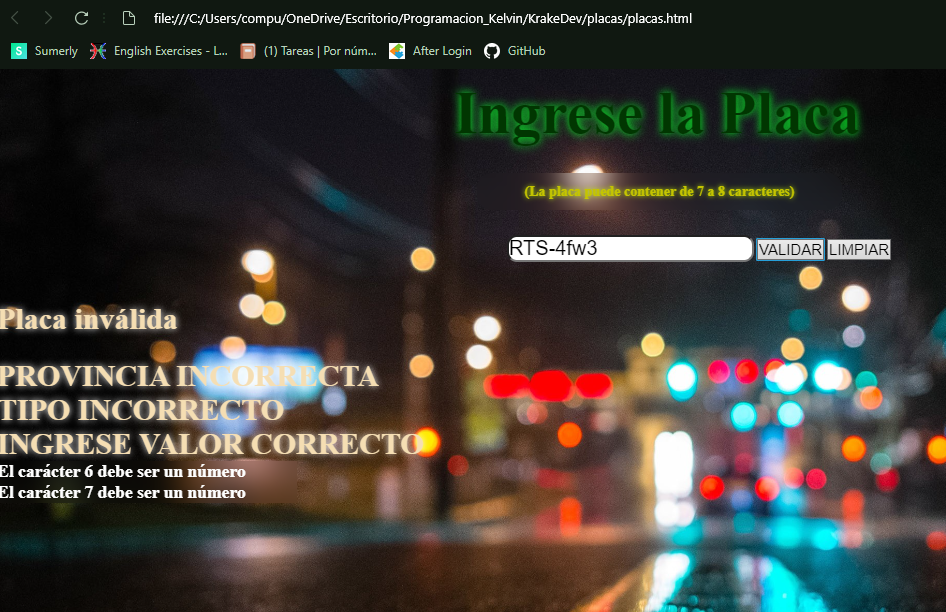 file:///C:/Users/compu/OneDrive/Escritorio/Programacion_Kelvin/KrakeDev/placas/placas.html
S Sumerly English Exercises - L... (1) Tareas | Por núm... After Login GitHub
Ingrese la Placa
(La placa puede contener de 7 a 8 caracteres)
RTS-4fw3 VALIDAR LIMPIAR
Placa inválida
PROVINCIA INCORRECTA
TIPO INCORRECTO
INGRESE VALOR CORRECTO
El carácter 6 debe ser un número
El carácter 7 debe ser un número